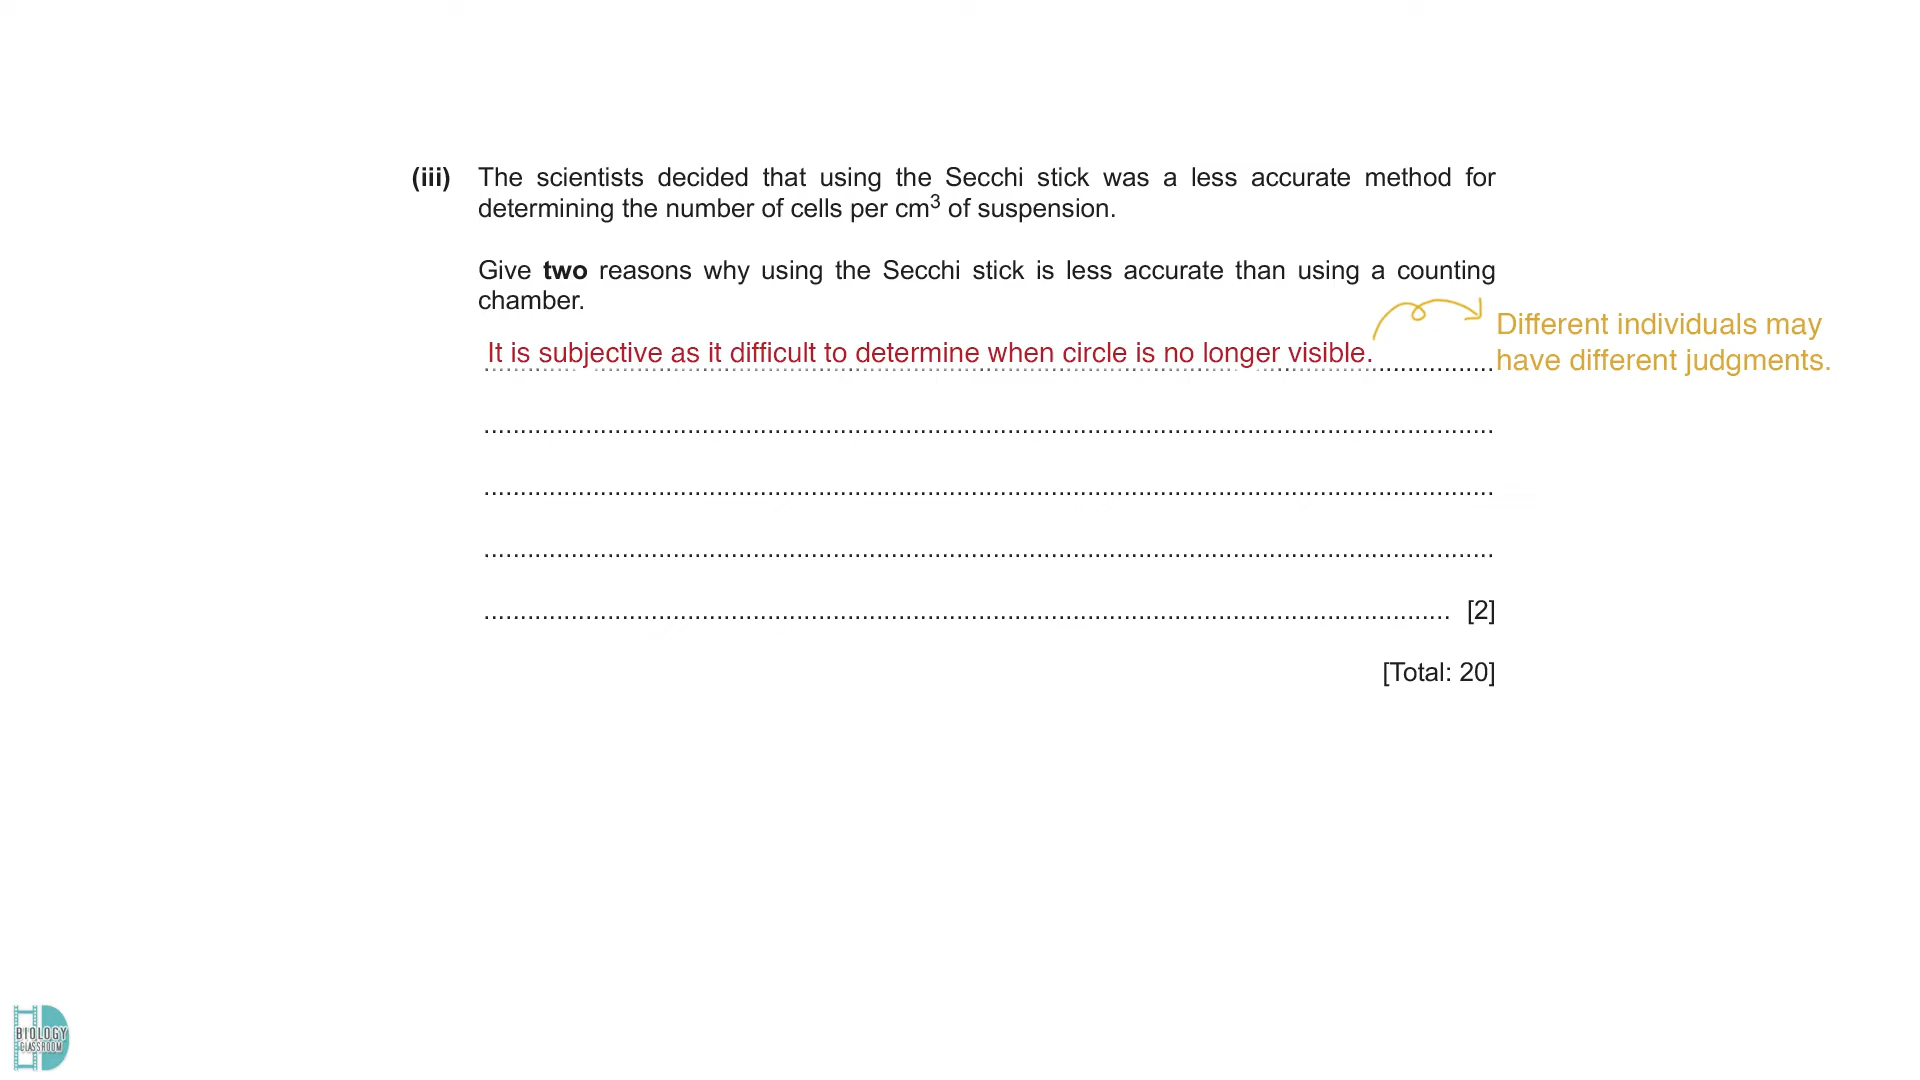 (iii) The scientists decided that using the Secchi stick was a less accurate method for
determining the number of cells per cm³ of suspension.
Give two reasons why using the Secchi stick is less accurate than using a counting
chamber.
Different individuals may
It is subjective as it difficult to determine when circle is no longer visible.
have different judgments.
[2]
[Total: 20]
BIOLOGY
CLASSROOM